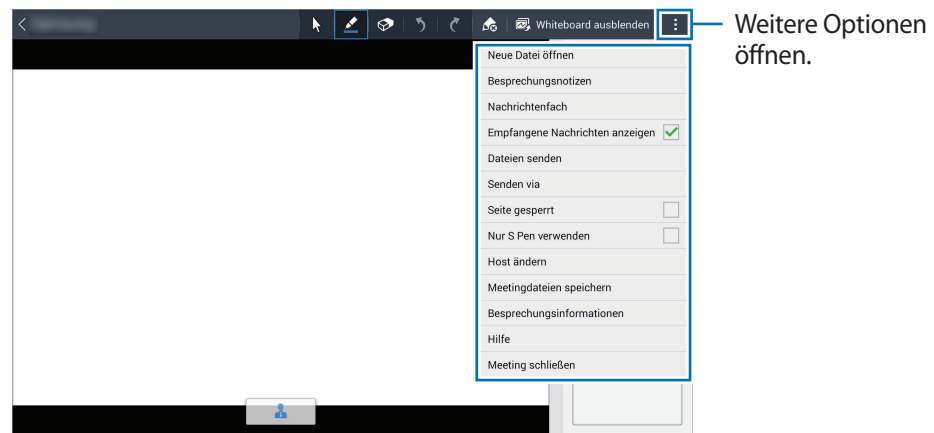 Whiteboard ausblenden
Weitere Optionen
öffnen.
Neue Datei öffnen
Besprechungsnotizen
Nachrichtenfach
Empfangene Nachrichten anzeigen
Dateien senden
Senden via
Seite gesperrt
Nur S Pen verwenden
Host ändern
Meetingdateien speichern
Besprechungsinformationen
Hilfe
Meeting schließen